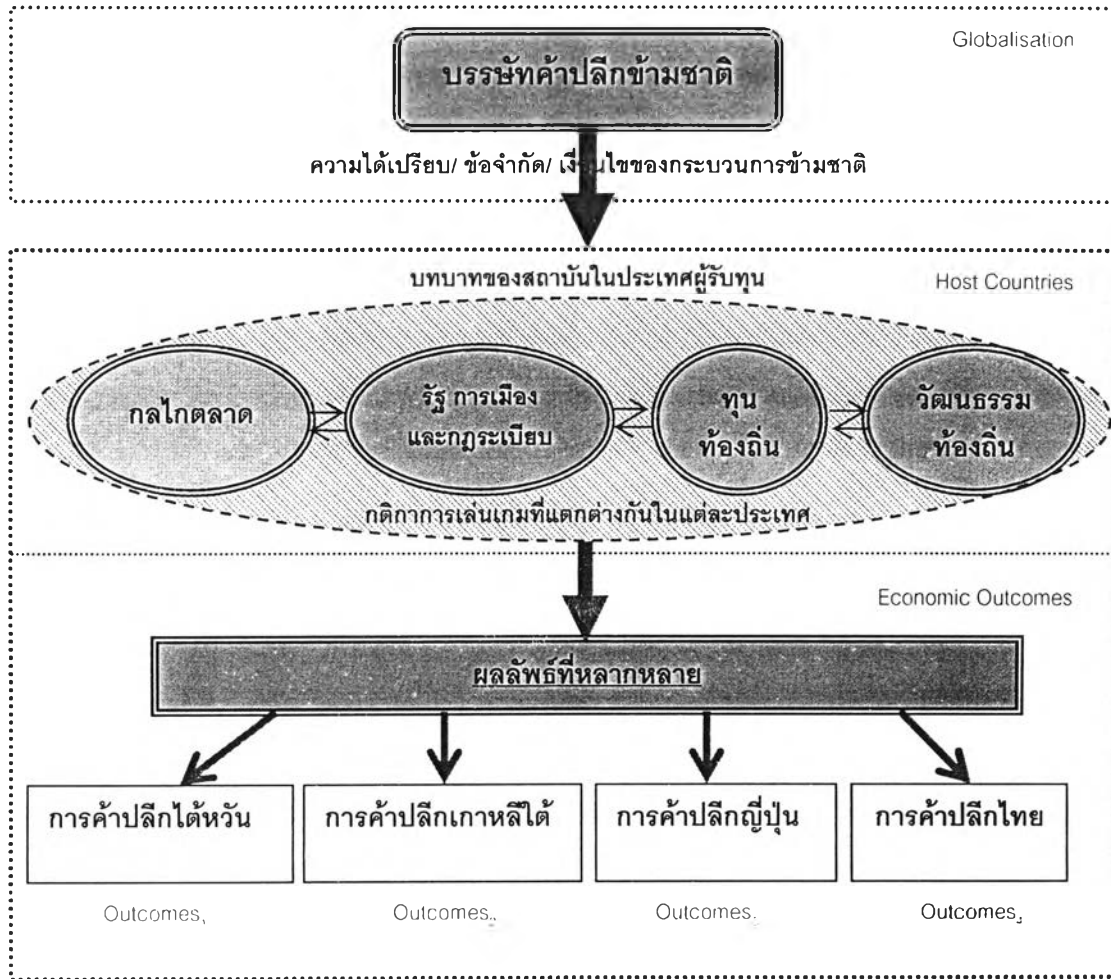 Globalisation
บรรษัทค้าปลีกข้ามชาติ
ความได้เปรียบ/ ข้อจำกัด/ เงื่อนไขของกระบวนการข้ามชาติ
บทบาทของสถาบันในประเทศผู้รับทุน
Host Countries
กลไกตลาด
รัฐ การเมือง
และกฎระเบียบ
ทุน
ท้องถิ่น
วัฒนธรรม
ท้องถิ่น
กติกาการเล่นเกมที่แตกต่างกันในแต่ละประเทศ
Economic Outcomes
ผลลัพธ์ที่หลากหลาย
การค้าปลีกไต้หวัน
การค้าปลีกเกาหลีใต้
การค้าปลีกญี่ปุ่น
การค้าปลีกไทย
Outcomes
Outcomes
Outcomes
Outcomes